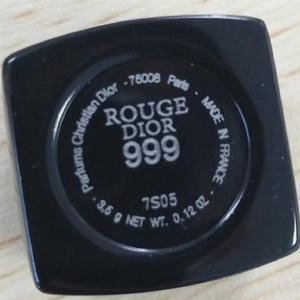 Parfums Christian Dior - 75008 Paris - MADE IN FRANCE
ROUGE
DIOR
999
7S05
- 3,5 g NET WT. 0.12 OZ. -